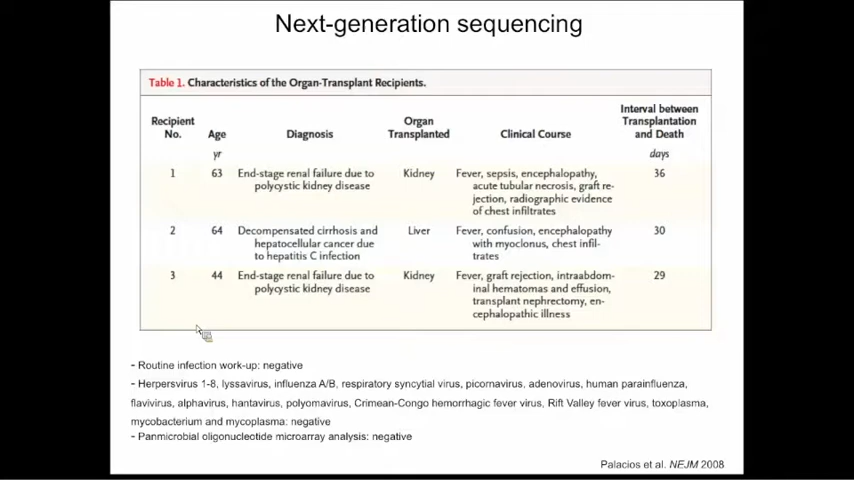 Next-generation sequencing
Table 1. Characteristics of the Organ-Transplant Recipients.
Recipient No. Age Diagnosis Organ Transplanted Clinical Course Interval between Transplantation and Death
yr days
1 63 End-stage renal failure due to Kidney Fever, sepsis, encephalopathy, 36
polycystic kidney disease acute tubular necrosis, graft re-
jection, radiographic evidence
of chest infiltrates
2 64 Decompensated cirrhosis and Liver Fever, confusion, encephalopathy 30
hepatocellular cancer due with myoclonus, chest infil-
to hepatitis C infection trates
3 44 End-stage renal failure due to Kidney Fever, graft rejection, intraabdom- 29
polycystic kidney disease inal hematomas and effusion,
transplant nephrectomy, en-
cephalopathic illness
- Routine infection work-up: negative
- Herpersvirus 1-8, lyssavirus, influenza A/B, respiratory syncytial virus, picornavirus, adenovirus, human parainfluenza,
flavivirus, alphavirus, hantavirus, polyomavirus, Crimean-Congo hemorrhagic fever virus, Rift Valley fever virus, toxoplasma,
mycobacterium and mycoplasma: negative
- Panmicrobial oligonucleotide microarray analysis: negative
Palacios et al. NEJM 2008